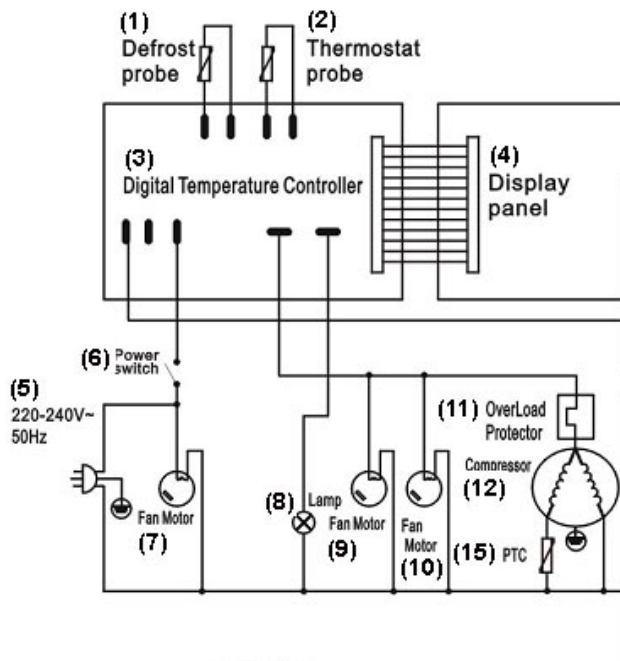 (1)
Defrost
probe
(2)
Thermostat
probe
(3)
Digital Temperature Controller
(4)
Display
panel
(5)
220-240V~
50Hz
(6) Power
switch
Fan Motor
(7)
(8) Lamp
Fan Motor
(9)
Fan
Motor
(10)
(11) OverLoad
Protector
Compressor
(12)
(15) PTC